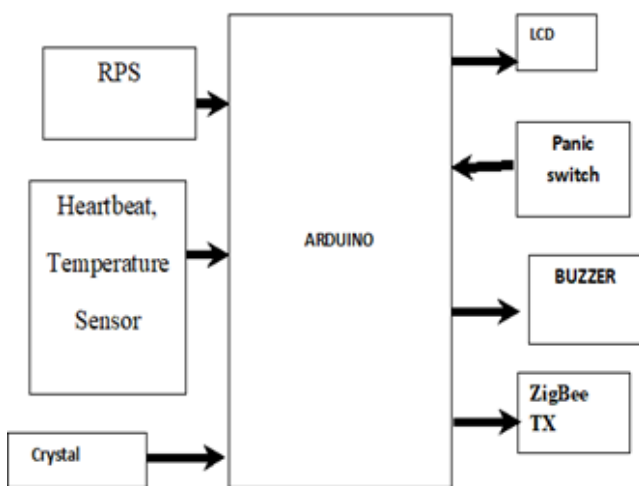 RPS
Heartbeat,
Temperature
Sensor
Crystal
ARDUINO
LCD
Panic
switch
BUZZER
ZigBee
TX